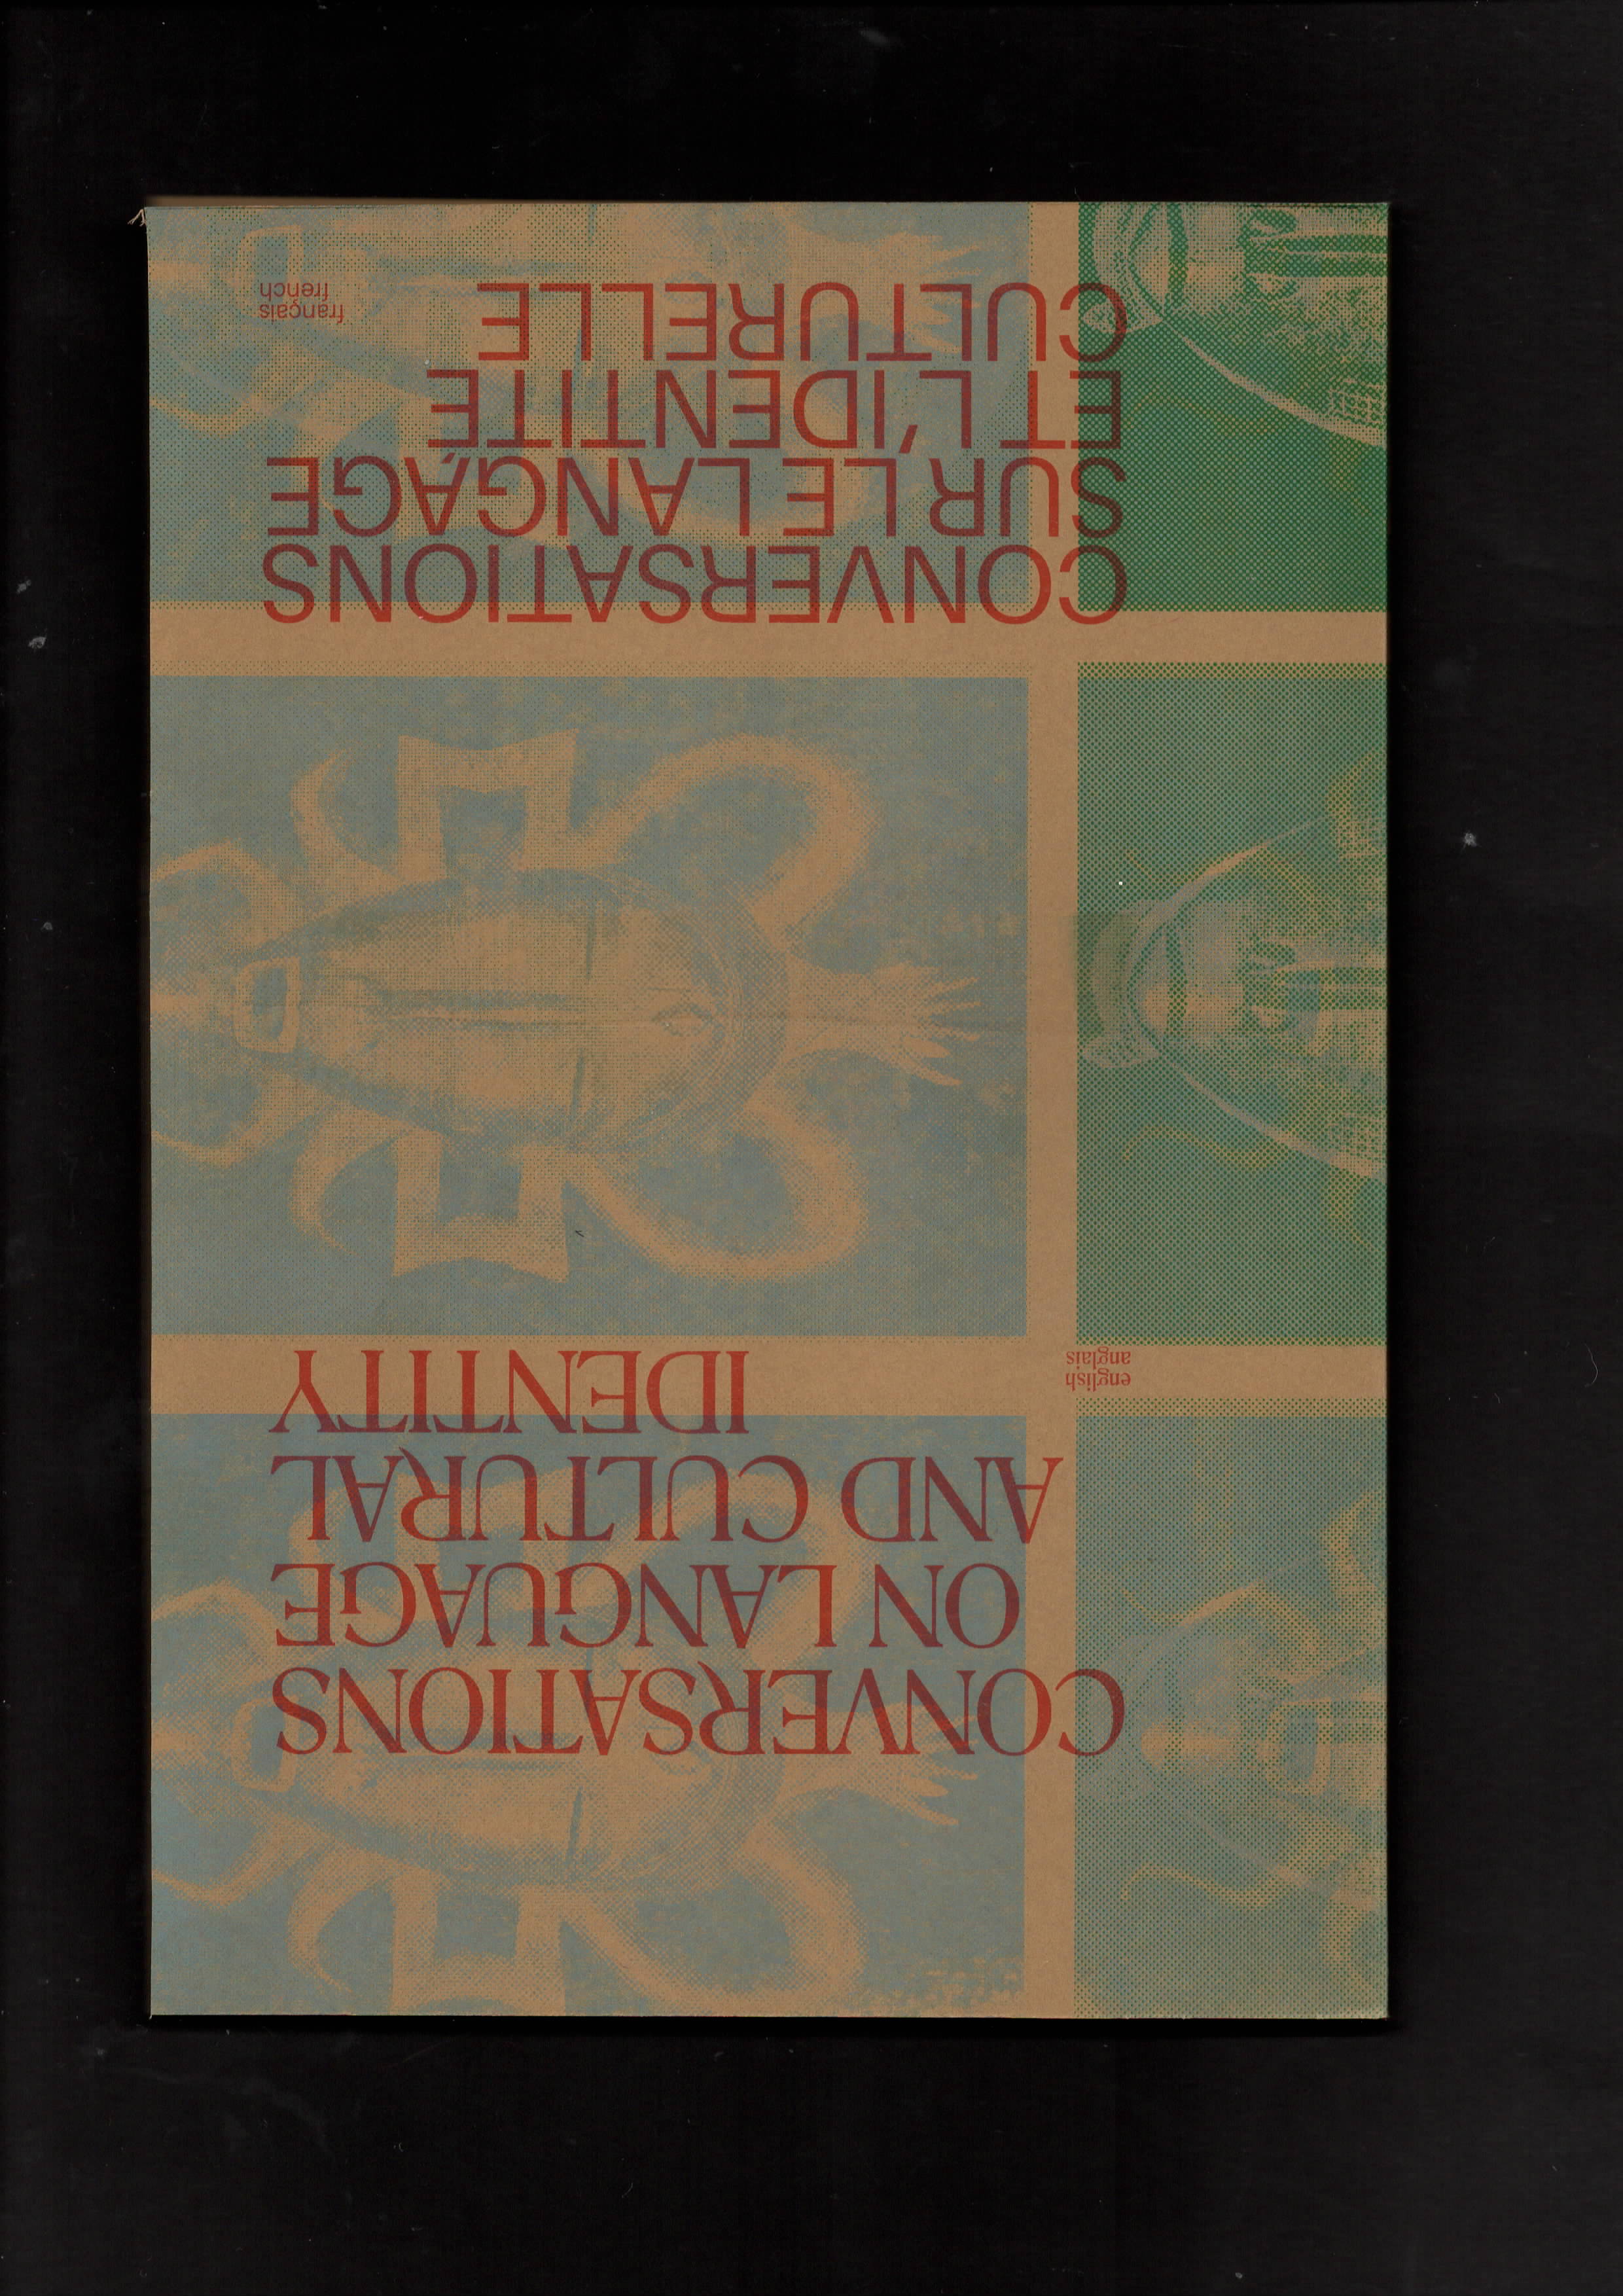 CONVERSATIONS
ON LANGUAGE
AND CULTURAL
IDENTITY
english
anglais
CONVERSATIONS
SUR LE LANGAGE
ET L'IDENTITÉ
CULTURELLE
français
french